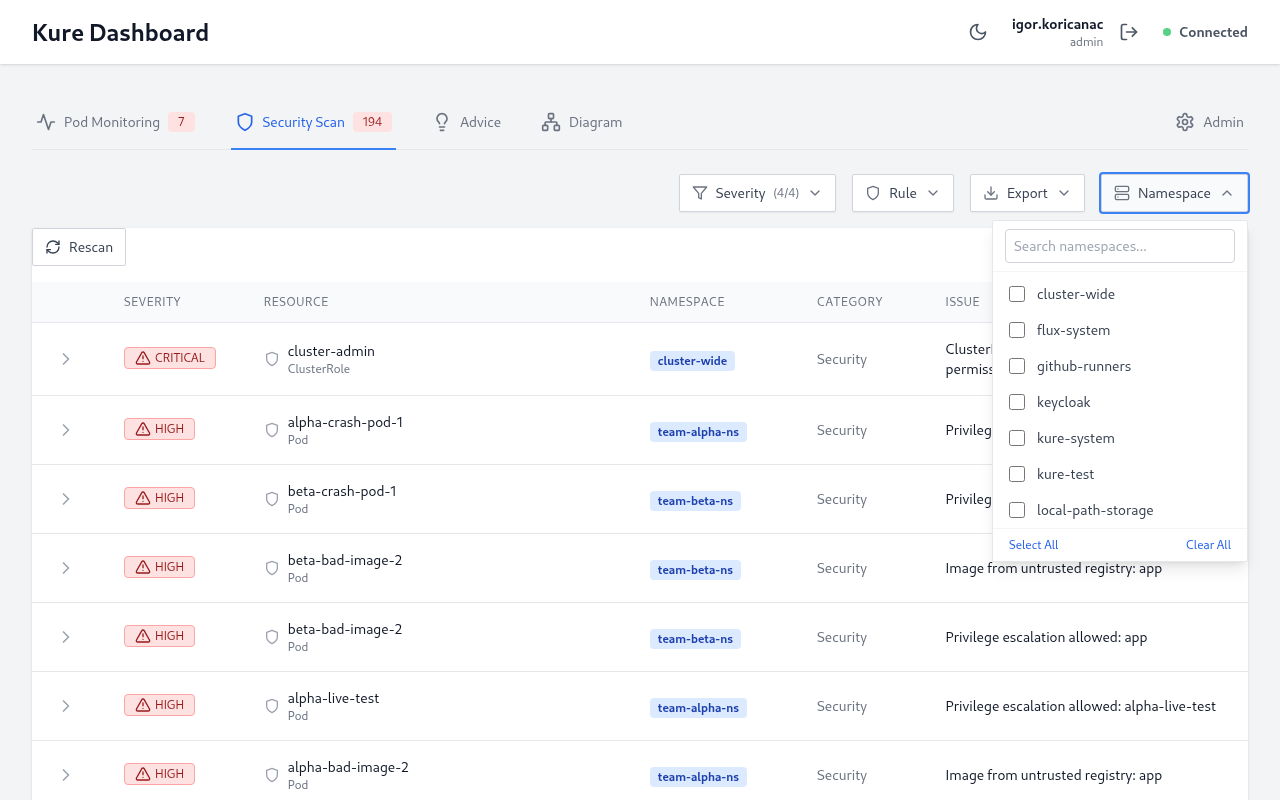 Kure Dashboard
igor.koricanac
admin
Connected
Pod Monitoring 7
Security Scan 194
Advice
Diagram
Admin
Severity (4/4)
Rule
Export
Namespace
Rescan
Search namespaces...
cluster-wide
flux-system
github-runners
keycloak
kure-system
kure-test
local-path-storage
Select All
Clear All
SEVERITY RESOURCE NAMESPACE CATEGORY ISSUE
CRITICAL
cluster-admin
ClusterRole
cluster-wide
Security
permiss
HIGH
alpha-crash-pod-1
Pod
team-alpha-ns
Security
Privileg
HIGH
beta-crash-pod-1
Pod
team-beta-ns
Security
Privileg
HIGH
beta-bad-image-2
Pod
team-beta-ns
Security
Image from untrusted registry: app
HIGH
beta-bad-image-2
Pod
team-beta-ns
Security
Privilege escalation allowed: app
HIGH
alpha-live-test
Pod
team-alpha-ns
Security
Privilege escalation allowed: alpha-live-test
HIGH
alpha-bad-image-2
Pod
team-alpha-ns
Security
Image from untrusted registry: app